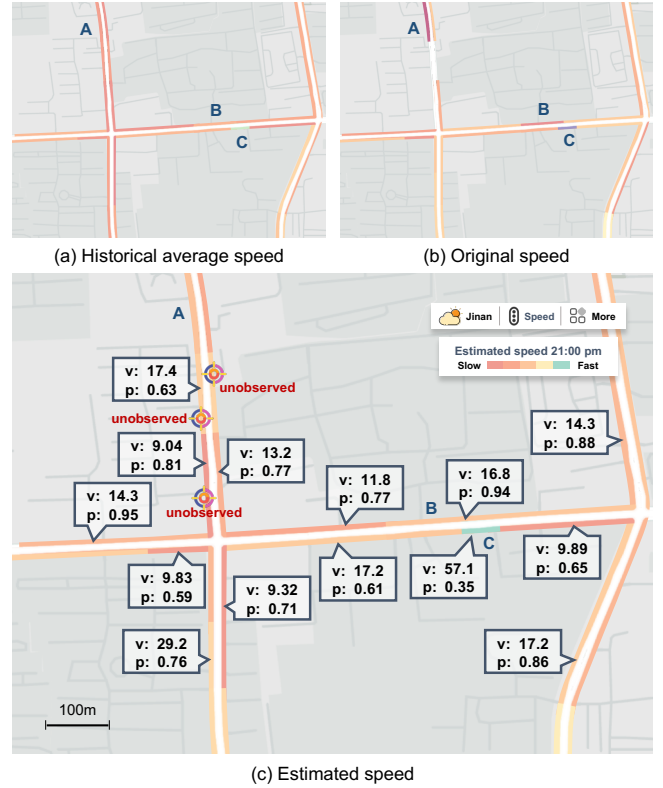 A
B
C
(a) Historical average speed
A
B
C
(b) Original speed
A
Jinan | Speed | More
Estimated speed 21:00 pm
Slow Fast
v: 17.4
p: 0.63
unobserved
unobserved
v: 9.04
p: 0.81
v: 13.2
p: 0.77
v: 14.3
p: 0.88
v: 14.3
p: 0.95
unobserved
v: 11.8
p: 0.77
v: 16.8
p: 0.94
B
C
v: 9.83
p: 0.59
v: 9.32
p: 0.71
v: 17.2
p: 0.61
v: 57.1
p: 0.35
v: 9.89
p: 0.65
v: 29.2
p: 0.76
v: 17.2
p: 0.86
100m
(c) Estimated speed